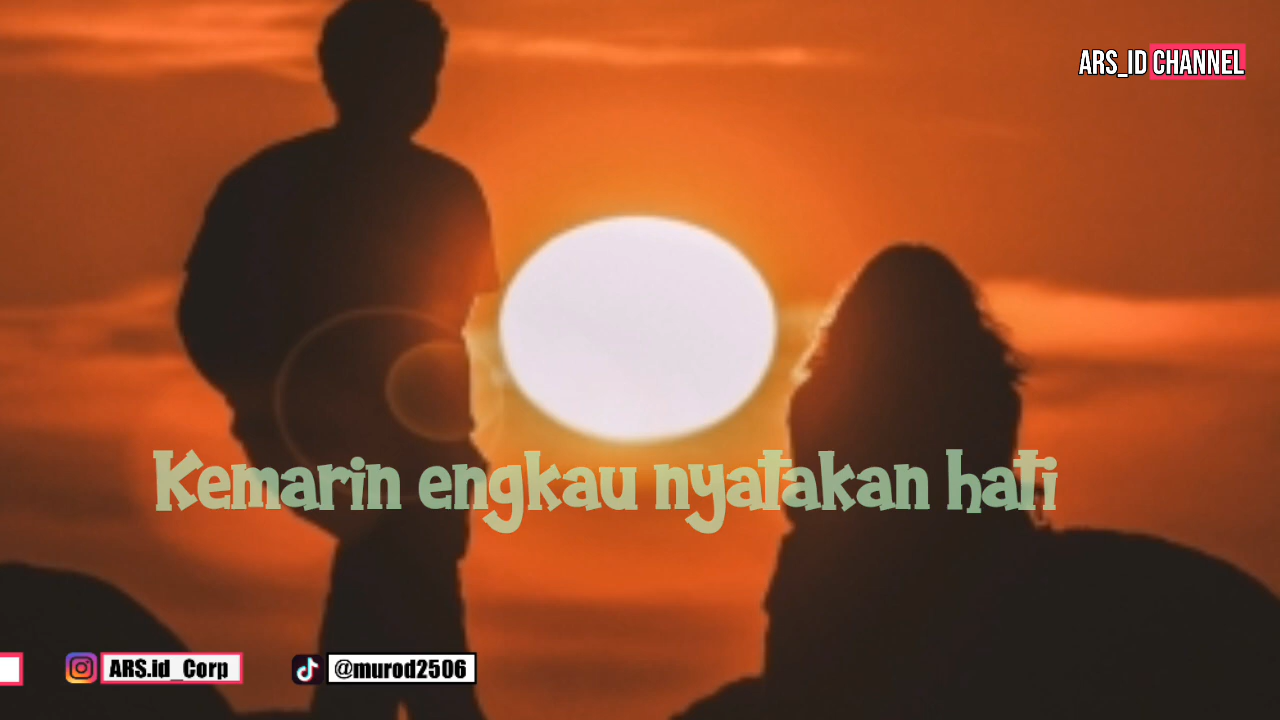 ARS_ID CHANNEL
Kemarin engkau nyatakan hati
ARS.id_Corp
@murod2506